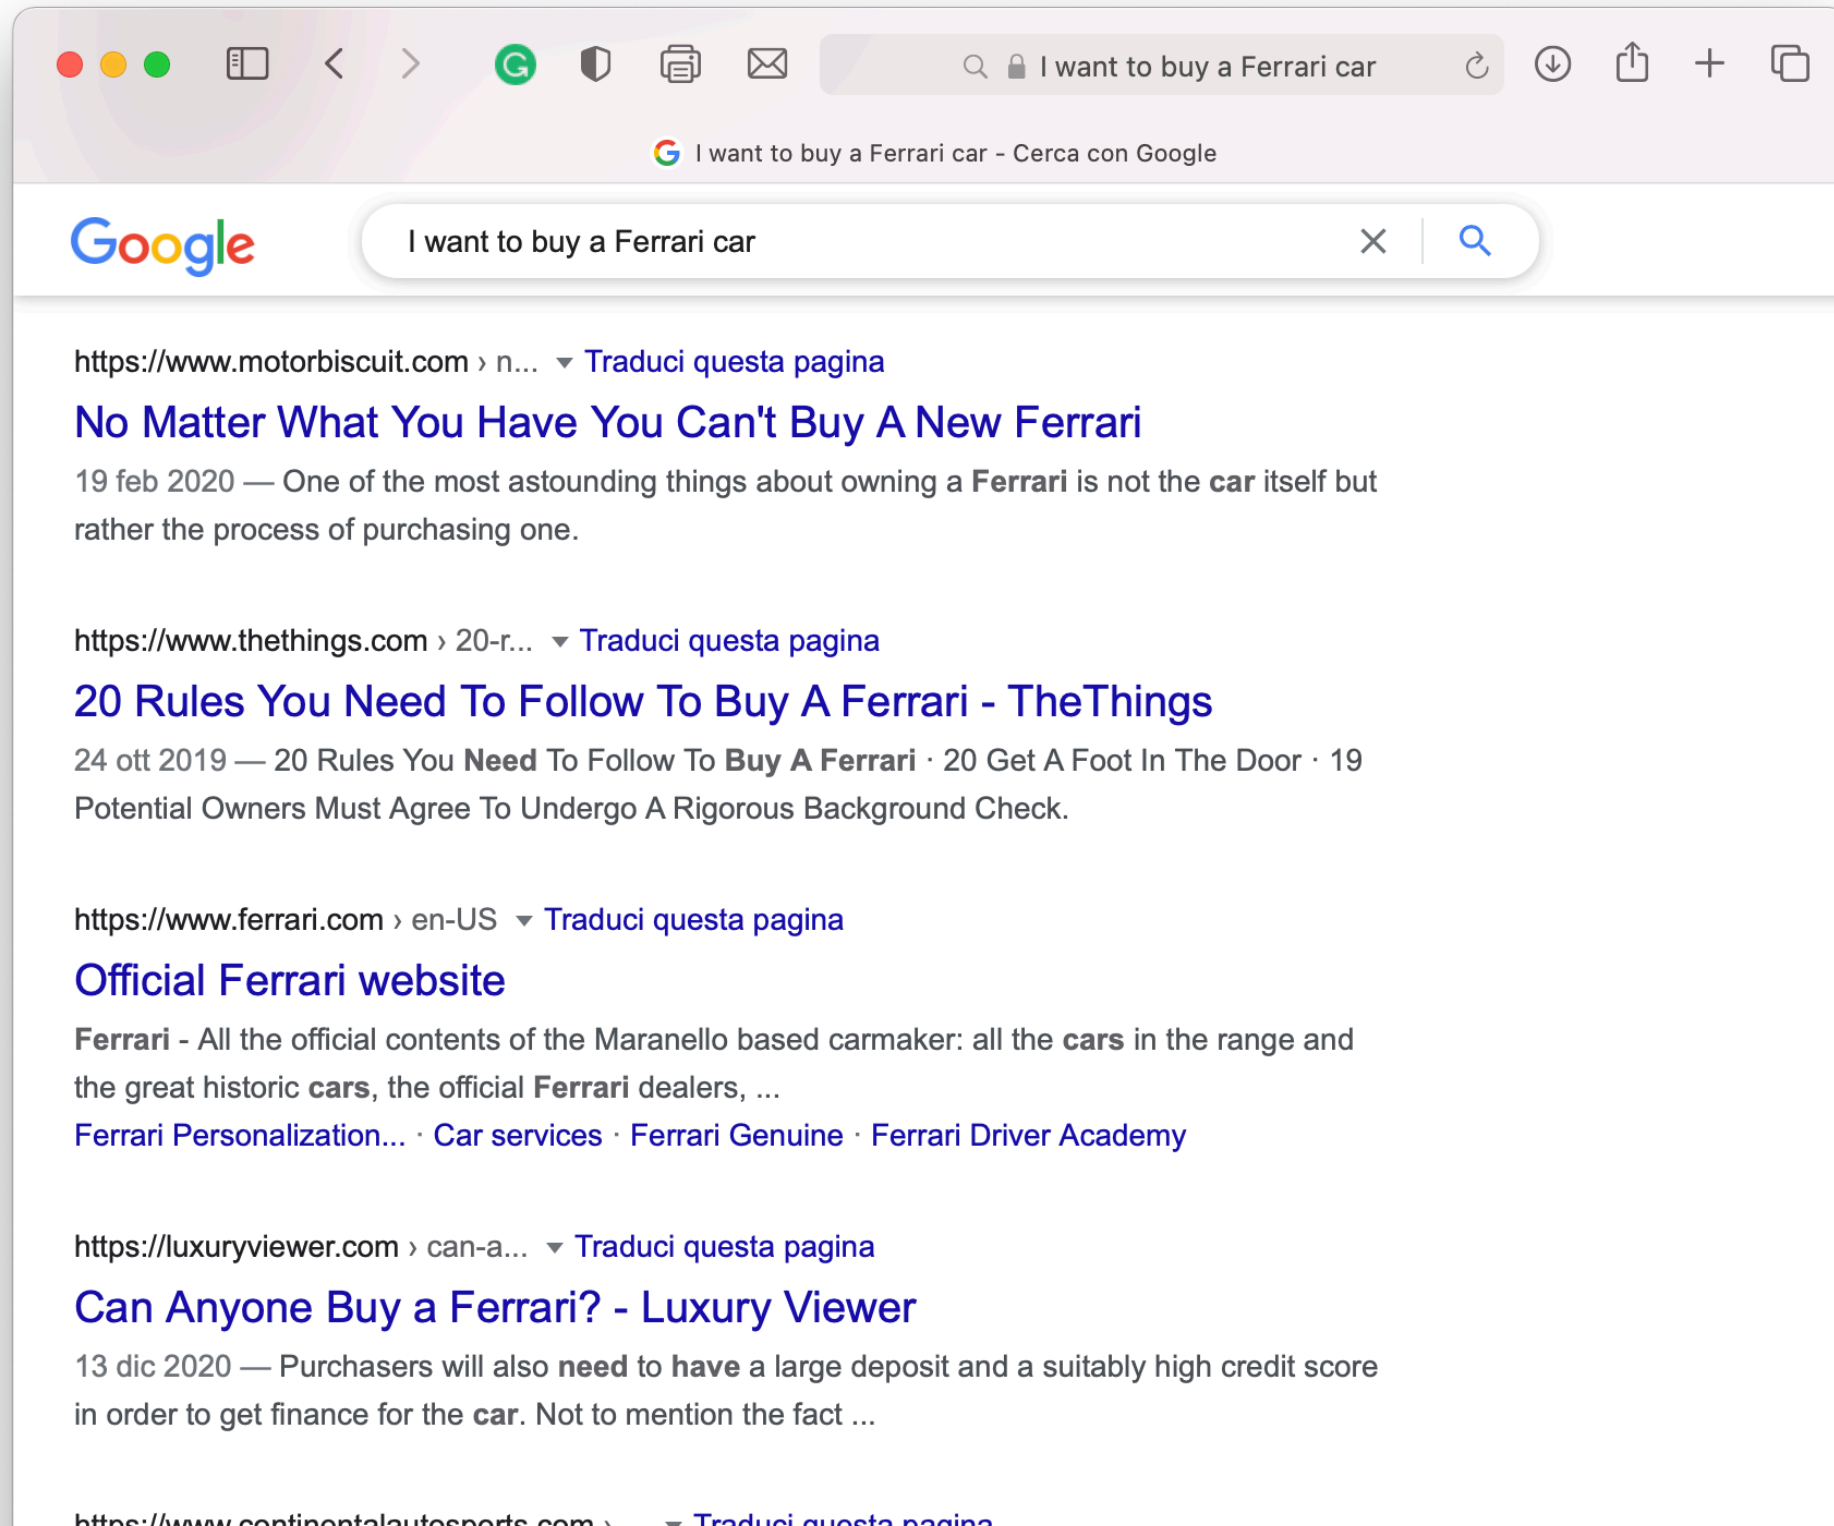 I want to buy a Ferrari car
I want to buy a Ferrari car - Cerca con Google
Google
I want to buy a Ferrari car
https://www.motorbiscuit.com › n... Traduci questa pagina
No Matter What You Have You Can't Buy A New Ferrari
19 feb 2020 — One of the most astounding things about owning a Ferrari is not the car itself but
rather the process of purchasing one.
https://www.thethings.com › 20-r... Traduci questa pagina
20 Rules You Need To Follow To Buy A Ferrari - TheThings
24 ott 2019 — 20 Rules You Need To Follow To Buy A Ferrari · 20 Get A Foot In The Door · 19
Potential Owners Must Agree To Undergo A Rigorous Background Check.
https://www.ferrari.com › en-US Traduci questa pagina
Official Ferrari website
Ferrari - All the official contents of the Maranello based carmaker: all the cars in the range and
the great historic cars, the official Ferrari dealers, ...
Ferrari Personalization... · Car services · Ferrari Genuine · Ferrari Driver Academy
https://luxuryviewer.com › can-a... Traduci questa pagina
Can Anyone Buy a Ferrari? - Luxury Viewer
13 dic 2020 — Purchasers will also need to have a large deposit and a suitably high credit score
in order to get finance for the car. Not to mention the fact ...
https://www.continentalautosports.com › ... Traduci questa pagina